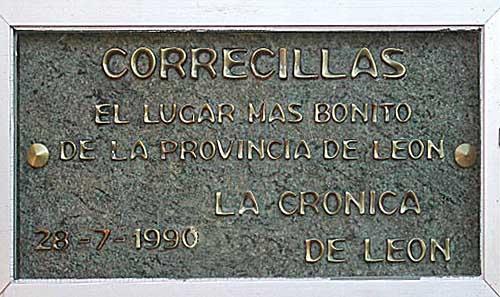 CORRECILLAS
EL LUGAR MAS BONITO
DE LA PROVINCIA DE LEON
LA CRONICA
28-7-1990 DE LEON